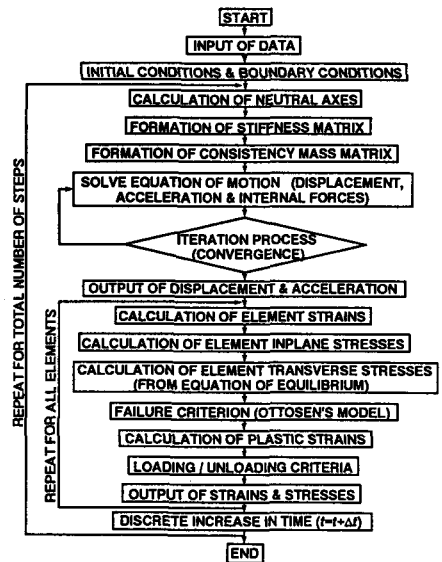 START
INPUT OF DATA
INITIAL CONDITIONS & BOUNDARY CONDITIONS
CALCULATION OF NEUTRAL AXES
FORMATION OF STIFFNESS MATRIX
FORMATION OF CONSISTENCY MASS MATRIX
SOLVE EQUATION OF MOTION (DISPLACEMENT,
ACCELERATION & INTERNAL FORCES)
ITERATION PROCESS
(CONVERGENCE)
OUTPUT OF DISPLACEMENT & ACCELERATION
CALCULATION OF ELEMENT STRAINS
CALCULATION OF ELEMENT INPLANE STRESSES
CALCULATION OF ELEMENT TRANSVERSE STRESSES
(FROM EQUATION OF EQUILIBRIUM)
FAILURE CRITERION (OTTOSEN'S MODEL)
CALCULATION OF PLASTIC STRAINS
LOADING / UNLOADING CRITERIA
OUTPUT OF STRAINS & STRESSES
DISCRETE INCREASE IN TIME (t=t+Δt)
END
REPEAT FOR TOTAL NUMBER OF STEPS
REPEAT FOR ALL ELEMENTS